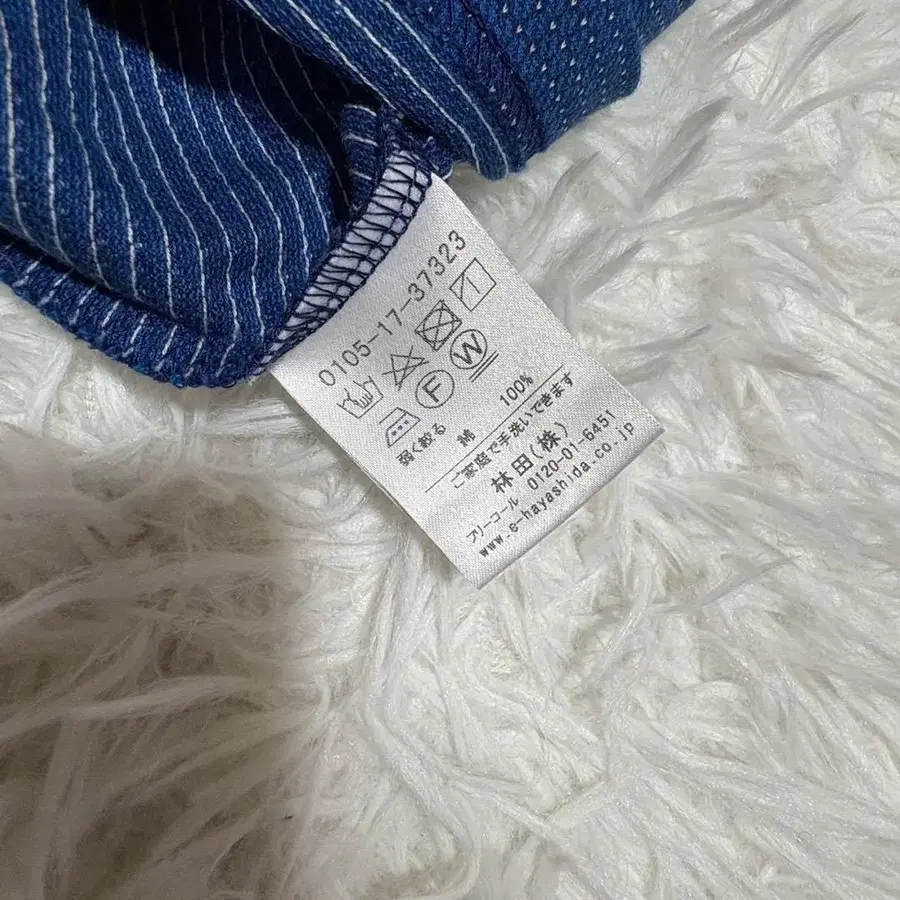 0105-17-37323
F W
弱く絞る
綿 100%
ご家庭で手洗いできます
林田(株)
フリーコール 0120-01-6451
www.e-hayashida.co.jp